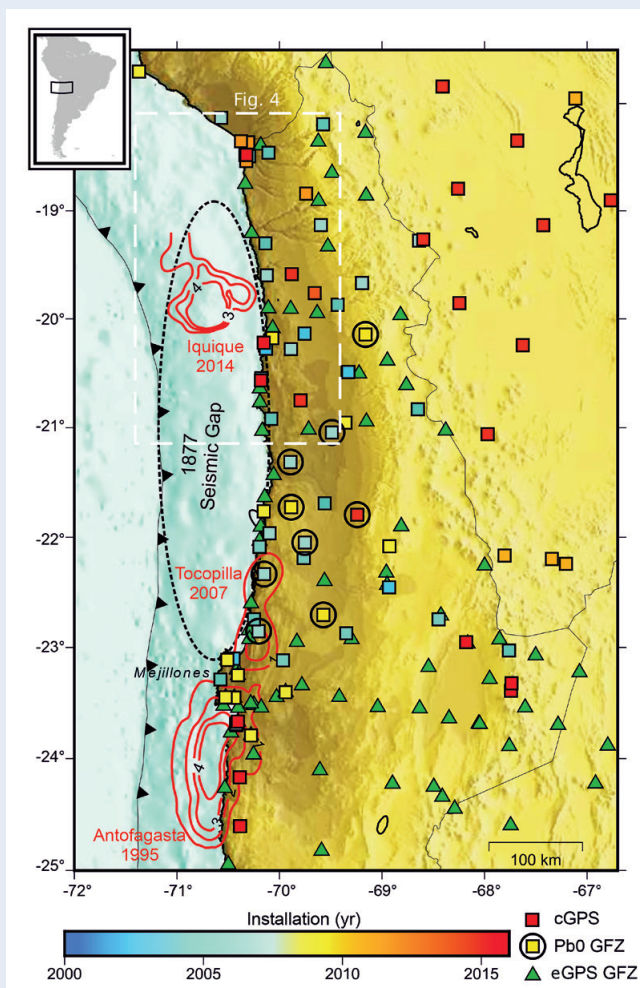 Fig. 4
-19°
4
3
-20°
Iquique
2014
-21°
1877
Seismic Gap
-22°
Tocopilla
2007
-23°
Mejillones
-24°
4
3
Antofagasta
1995
-25°
100 km
-72°
-71°
-70°
-69°
-68°
-67°
Installation (yr)
2000
2005
2010
2015
cGPS
Pb0 GFZ
eGPS GFZ